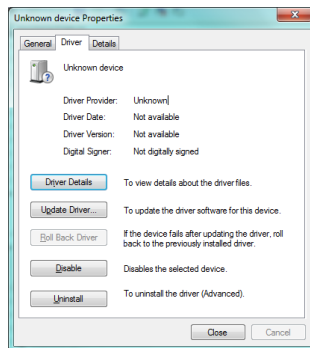 Unknown device Properties
General Driver Details
Unknown device
Driver Provider: Unknown
Driver Date: Not available
Driver Version: Not available
Digital Signer: Not digitally signed
Driver Details To view details about the driver files.
Update Driver... To update the driver software for this device.
Roll Back Driver If the device fails after updating the driver, roll
back to the previously installed driver.
Disable Disables the selected device.
Uninstall To uninstall the driver (Advanced).
Close Cancel